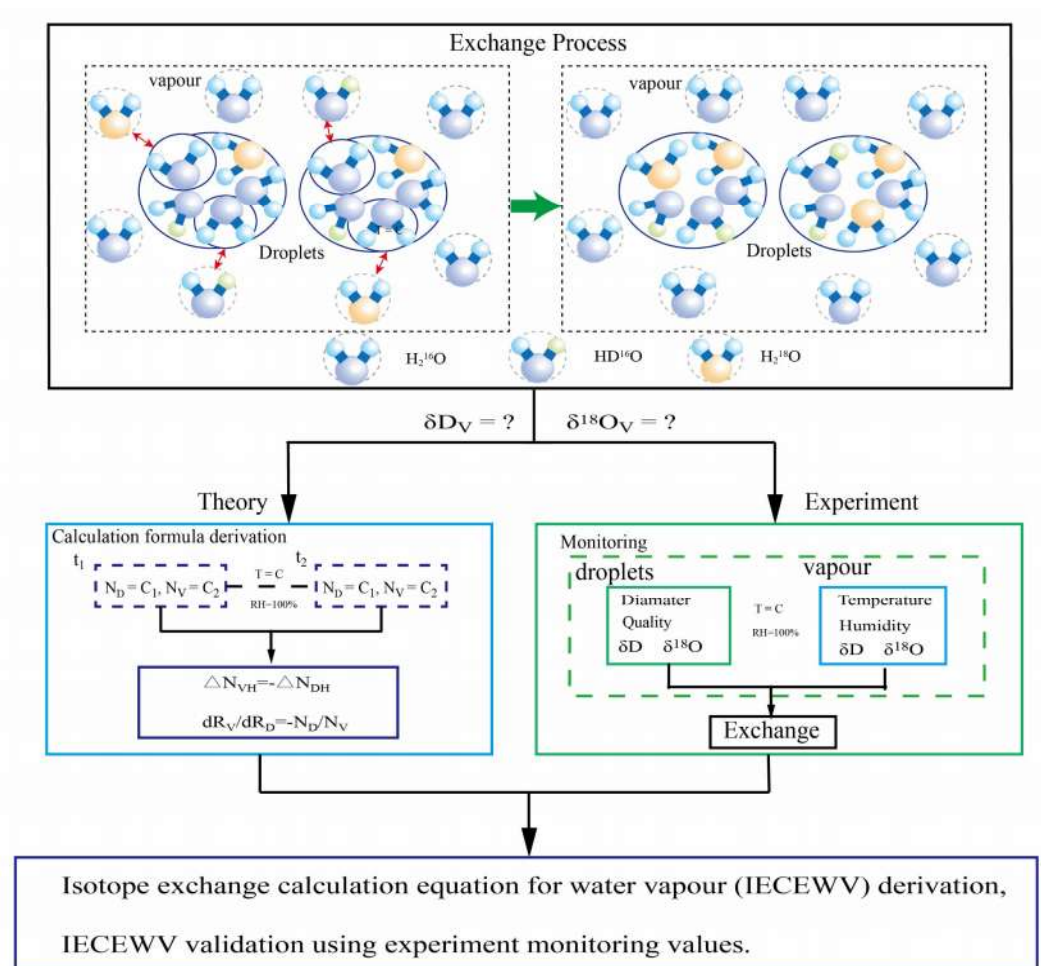 Exchange Process
vapour
vapour
T = C
Droplets
Droplets
H₂¹⁶O
HD¹⁶O
H₂¹⁸O
δD_V = ?
δ¹⁸O_V = ?
Theory
Experiment
Calculation formula derivation
t₁
t₂
N_D = C₁, N_V = C₂
T = C
RH=100%
N_D = C₁, N_V = C₂
△N_VH=-△N_DH
dR_V/dR_D=-N_D/N_V
Monitoring
droplets
vapour
Diamater
Quality
δD δ¹⁸O
T = C
RH=100%
Temperature
Humidity
δD δ¹⁸O
Exchange
Isotope exchange calculation equation for water vapour (IECEWV) derivation,
IECEWV validation using experiment monitoring values.